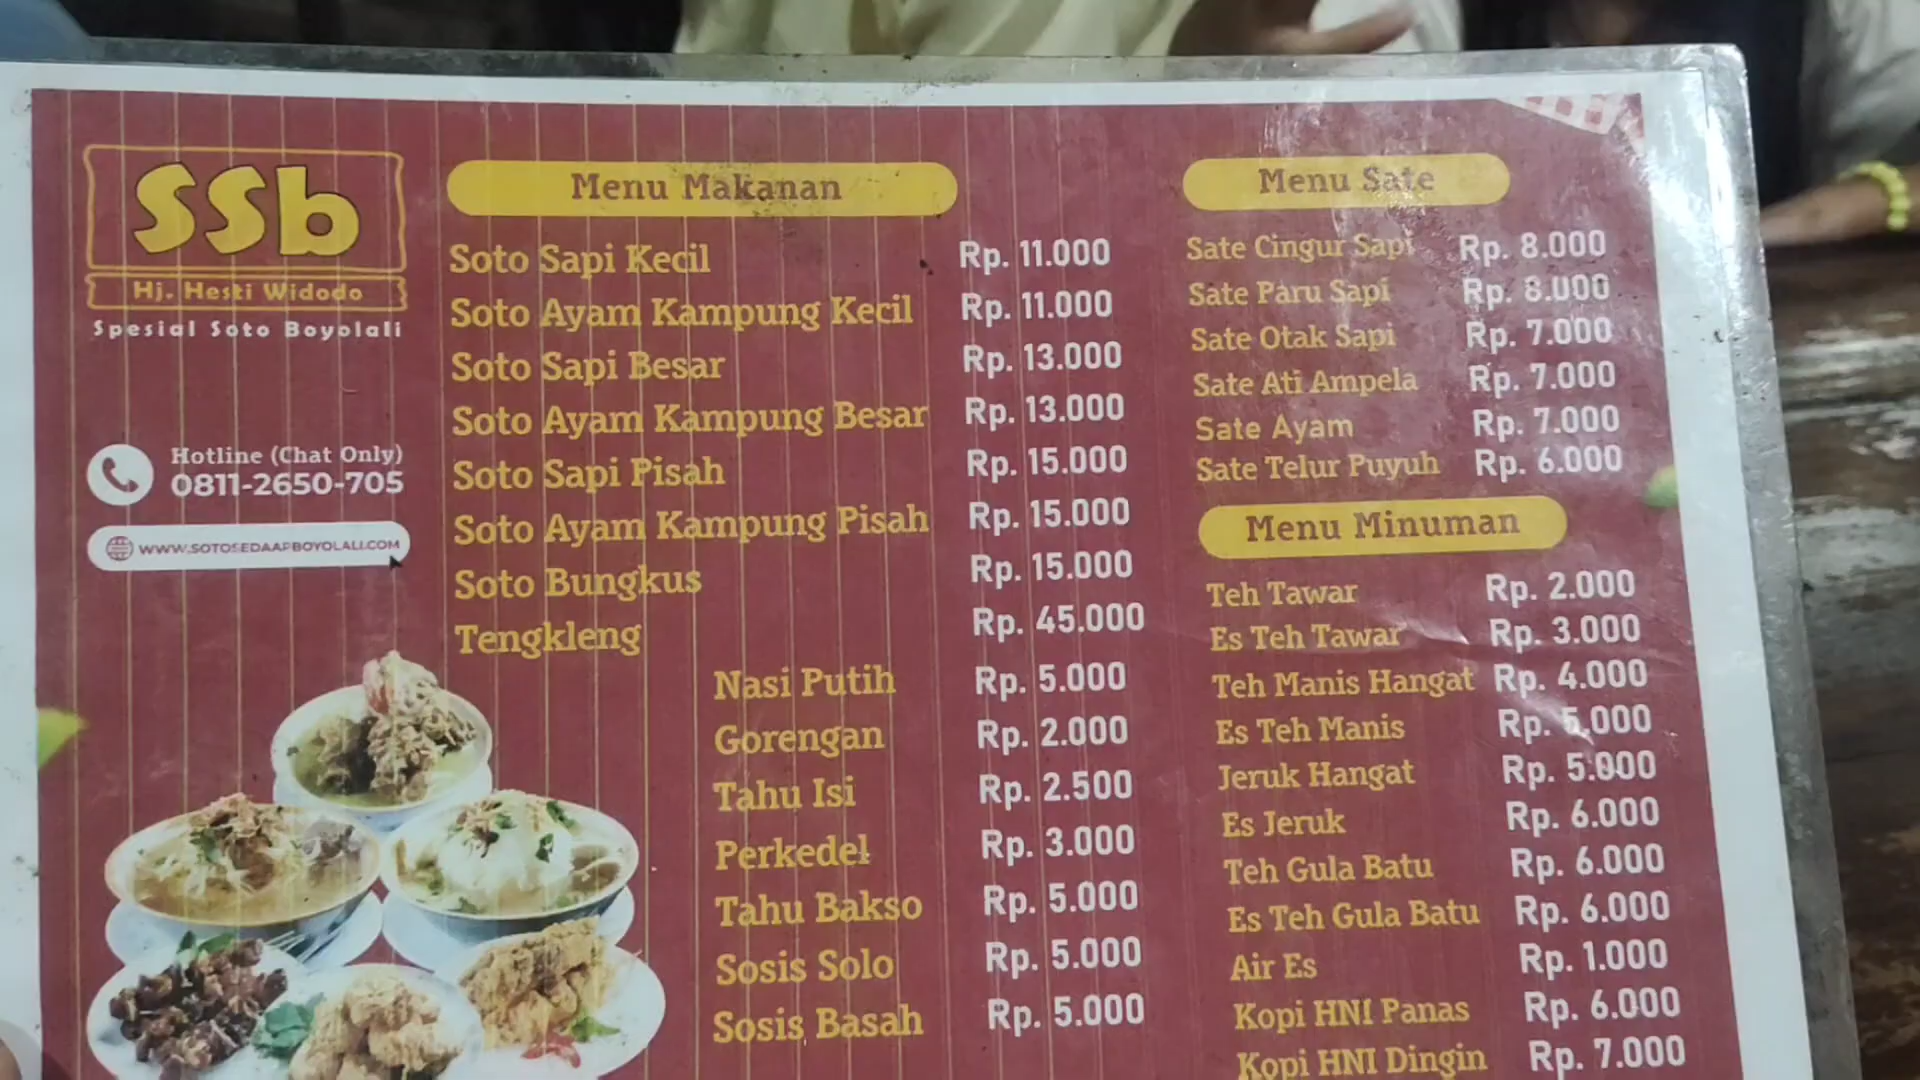 SSb
Hj. Hesti Widodo
Spesial Soto Boyolali
Hotline (Chat Only)
0811-2650-705
WWW.SOTOSEDAAPBOYOLALI.COM
Menu Makanan
Soto Sapi Kecil Rp. 11.000
Soto Ayam Kampung Kecil Rp. 11.000
Soto Sapi Besar Rp. 13.000
Soto Ayam Kampung Besar Rp. 13.000
Soto Sapi Pisah Rp. 15.000
Soto Ayam Kampung Pisah Rp. 15.000
Soto Bungkus Rp. 15.000
Tengkleng Rp. 45.000
Nasi Putih Rp. 5.000
Gorengan Rp. 2.000
Tahu Isi Rp. 2.500
Perkedel Rp. 3.000
Tahu Bakso Rp. 5.000
Sosis Solo Rp. 5.000
Sosis Basah Rp. 5.000
Menu Sate
Sate Cingur Sapi Rp. 8.000
Sate Paru Sapi Rp. 8.000
Sate Otak Sapi Rp. 7.000
Sate Ati Ampela Rp. 7.000
Sate Ayam Rp. 7.000
Sate Telur Puyuh Rp. 6.000
Menu Minuman
Teh Tawar Rp. 2.000
Es Teh Tawar Rp. 3.000
Teh Manis Hangat Rp. 4.000
Es Teh Manis Rp. 5.000
Jeruk Hangat Rp. 5.000
Es Jeruk Rp. 6.000
Teh Gula Batu Rp. 6.000
Es Teh Gula Batu Rp. 6.000
Air Es Rp. 1.000
Kopi HNI Panas Rp. 6.000
Kopi HNI Dingin Rp. 7.000